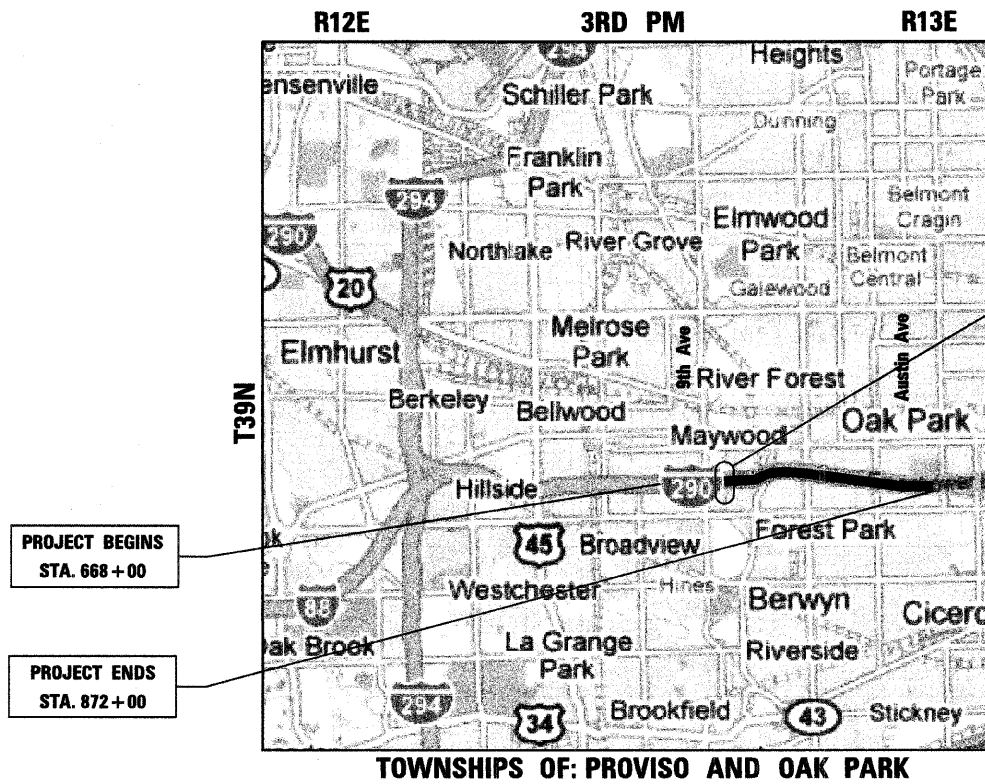 R12E 3RD PM R13E
294
Heights
ensenville
Schiller Park
Portage
Park
Dunning
Franklin
Park
294
Belmont
Cragin
Elmwood
Park
290
Northlake
River Grove
Belmont
Central
20
Galewood
Melrose
Park
9th Ave
Austin Ave
Elmhurst
River Forest
Berkeley
Bellwood
Oak Park
T39N
Maywood
Hillside
290
PROJECT BEGINS
STA. 668+00
45
Broadview
Forest Park
Westchester
Hines
88
Berwyn
Cicero
Oak Brook
La Grange
Park
Riverside
PROJECT ENDS
STA. 872+00
294
34
Brookfield
43
Stickney
TOWNSHIPS OF: PROVISO AND OAK PARK